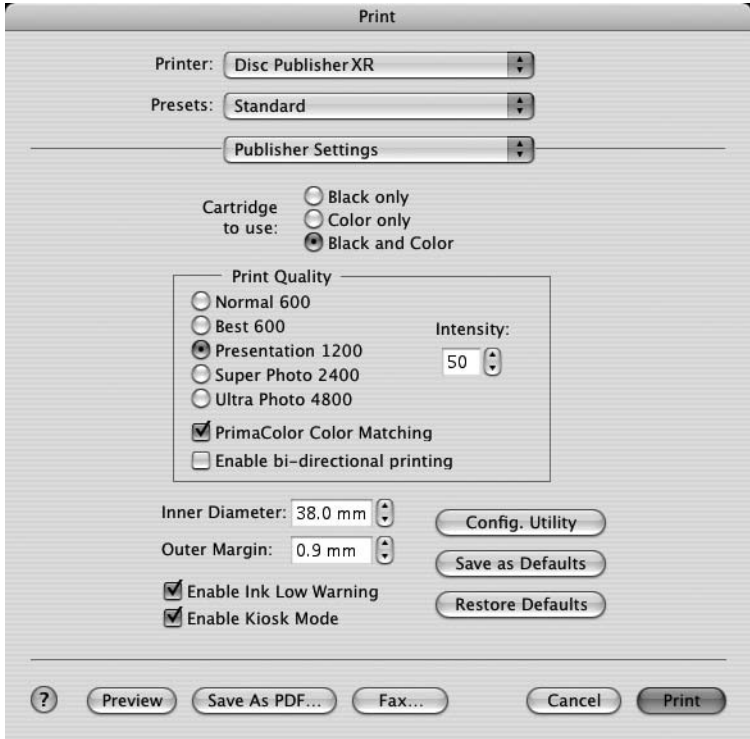 Print
Printer: Disc Publisher XR
Presets: Standard
Publisher Settings
Cartridge
to use:
Black only
Color only
Black and Color
Print Quality
Normal 600
Best 600
Presentation 1200
Super Photo 2400
Ultra Photo 4800
Intensity:
50
PrimaColor Color Matching
Enable bi-directional printing
Inner Diameter: 38.0 mm
Outer Margin: 0.9 mm
Enable Ink Low Warning
Enable Kiosk Mode
Config. Utility
Save as Defaults
Restore Defaults
? Preview Save As PDF... Fax... Cancel Print